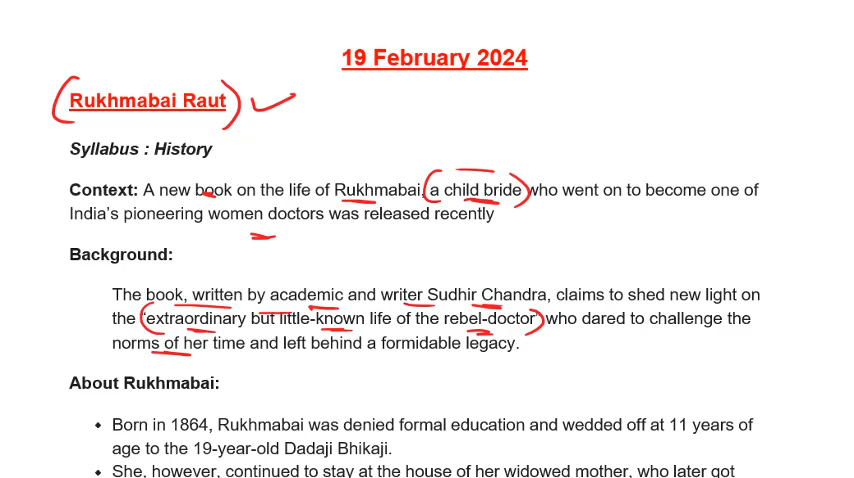 19 February 2024
Rukhmabai Raut
Syllabus : History
Context: A new book on the life of Rukhmabai, a child bride who went on to become one of
India's pioneering women doctors was released recently
Background:
The book, written by academic and writer Sudhir Chandra, claims to shed new light on
the 'extraordinary but little-known life of the rebel-doctor' who dared to challenge the
norms of her time and left behind a formidable legacy.
About Rukhmabai:
• Born in 1864, Rukhmabai was denied formal education and wedded off at 11 years of
age to the 19-year-old Dadaji Bhikaji.
• She, however, continued to stay at the house of her widowed mother, who later got